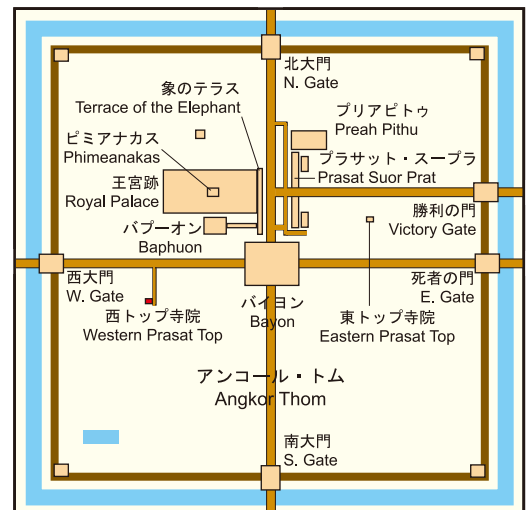 北大門
N. Gate
象のテラス
Terrace of the Elephant
プリアピトゥ
Preah Pithu
ピミアナカス
Phimeanakas
プラサット・スープラ
Prasat Suor Prat
王宮跡
Royal Palace
バプーオン
Baphuon
勝利の門
Victory Gate
西大門
W. Gate
バイヨン
Bayon
死者の門
E. Gate
西トップ寺院
Western Prasat Top
東トップ寺院
Eastern Prasat Top
アンコール・トム
Angkor Thom
南大門
S. Gate